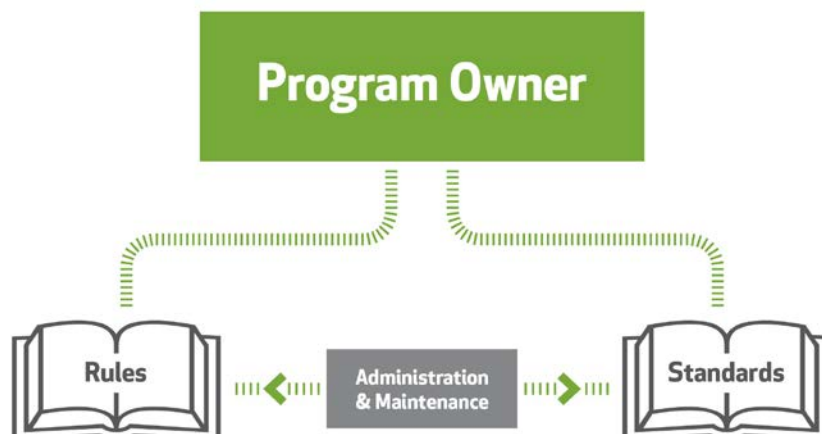 Program Owner
Rules
Administration
& Maintenance
Standards